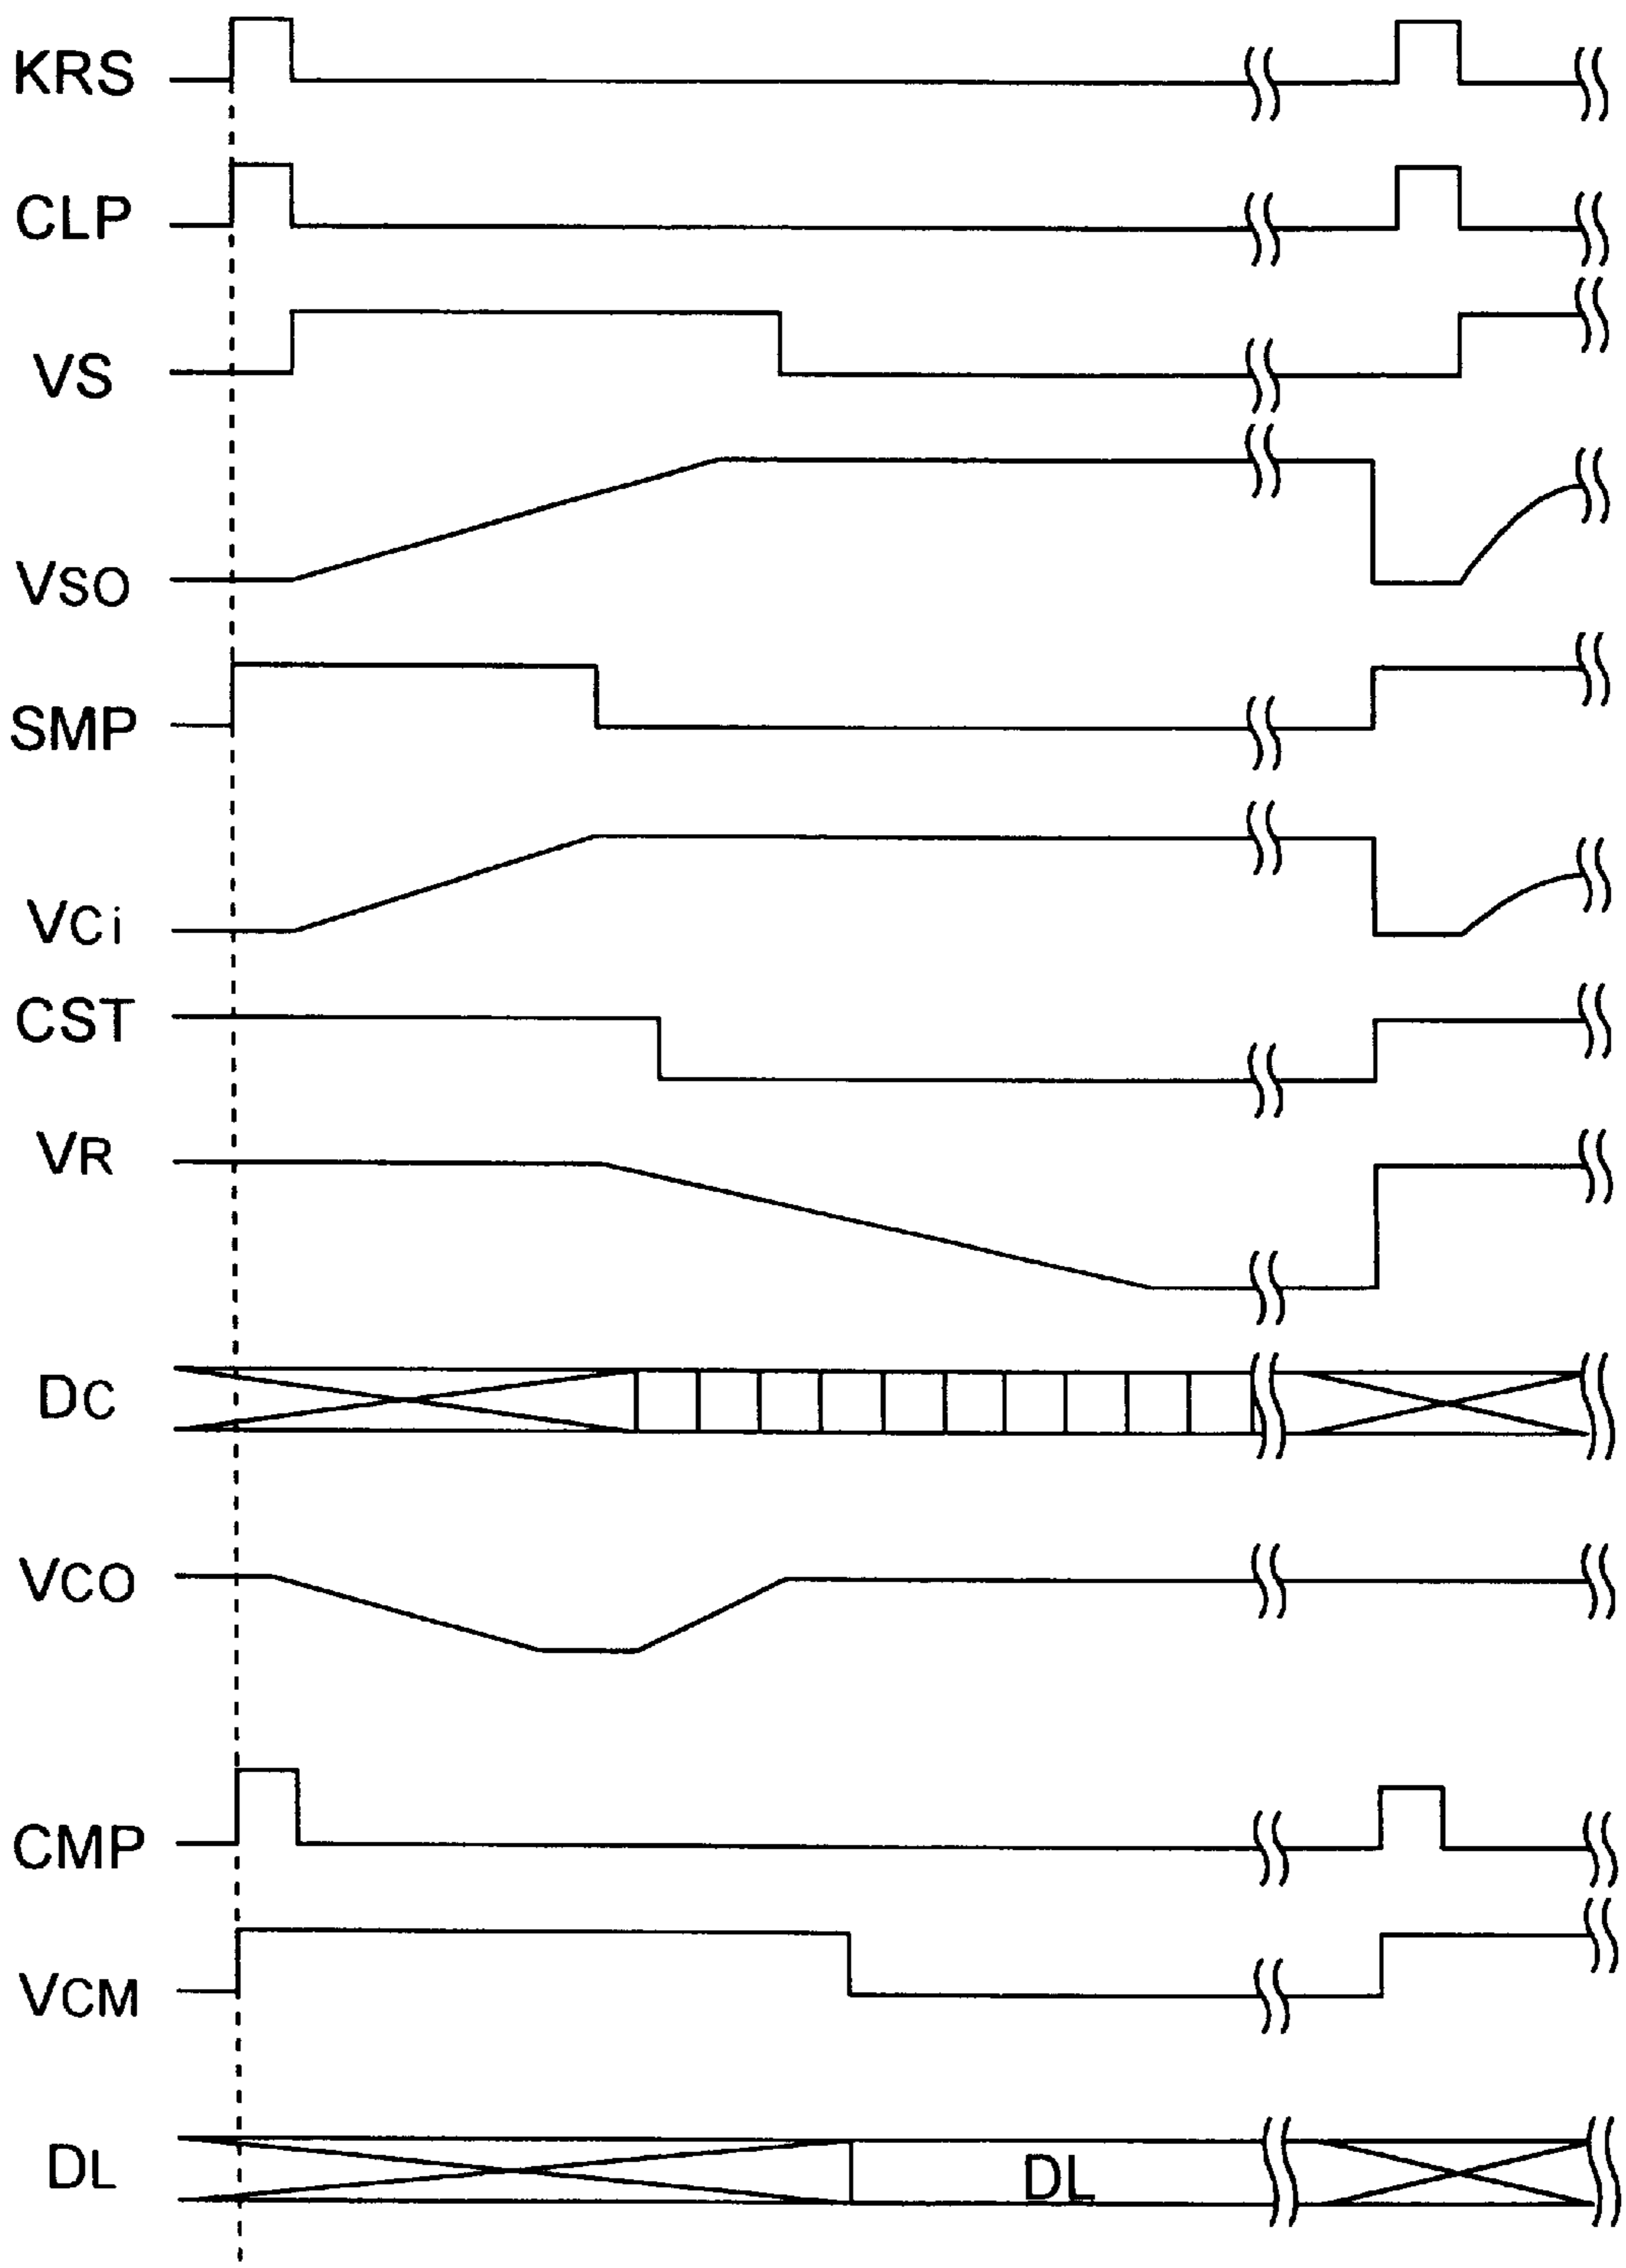 KRS
CLP
VS
VSO
SMP
VCi
CST
VR
DC
VCO
CMP
VCM
DL DL